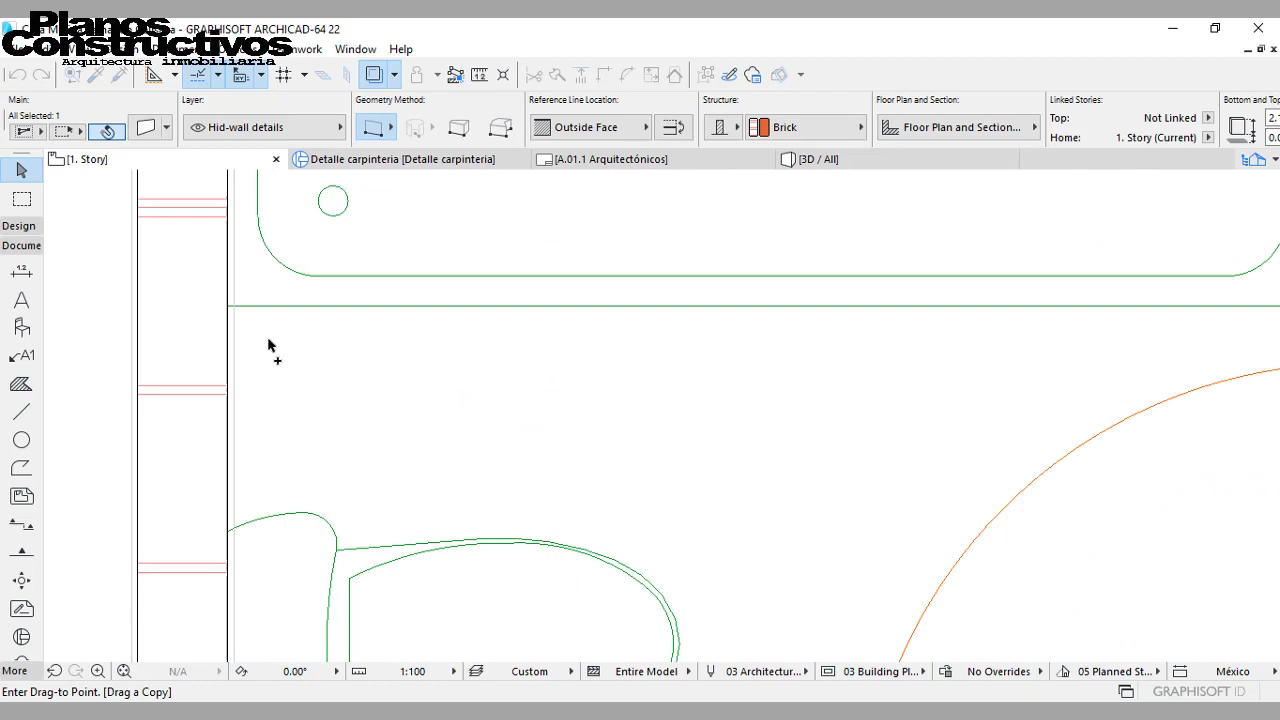 Planos
Constructivos
Arquitectura inmobiliaria
- GRAPHISOFT ARCHICAD-64 22
Window
Help
Main:
All Selected: 1
Layer:
Hid-wall details
Geometry Method:
Reference Line Location:
Outside Face
Structure:
Brick
Floor Plan and Section:
Floor Plan and Section...
Linked Stories:
Top:
Not Linked
Home:
1. Story (Current)
Bottom and Top
[1. Story]
Detalle carpinteria [Detalle carpinteria]
[A.01.1 Arquitectónicos]
[3D / All]
Design
Docume
1.2
A
A1
More
N/A
0.00°
1:100
Custom
Entire Model
03 Architectur...
03 Building Pl...
No Overrides
05 Planned St...
México
Enter Drag-to Point. [Drag a Copy]
GRAPHISOFT ID